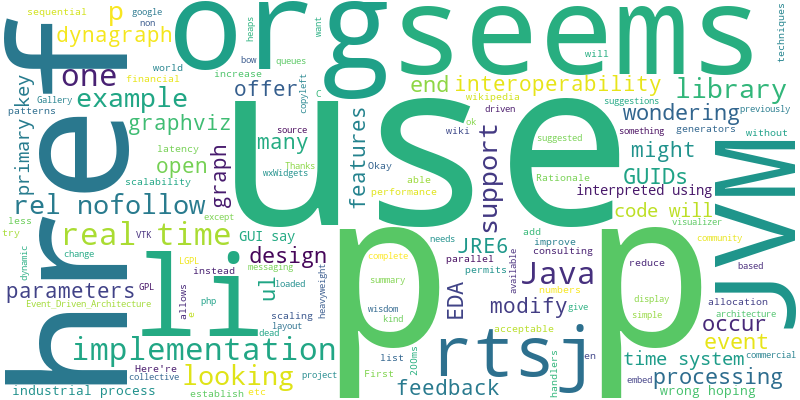 href
org
seems
use
p p
JVM
li
rtsj
p
dynagraph
sequential
google
non
heaps
want
queues
bow
will
techniques
one
world
financial
increase
offer
copyleft
end
interoperability
library
wikipedia
driven
suggestions
wondering
previously
Gallery
patterns
example
graphviz
many
source
wiki
ok
something
generators
without
primary key
latency
open
scalability
graph
Thanks
wxWidgets
features
Okay
able
performance
support
suggested
Rationale
might
GUIDs
interpreted using
visualizer
rel nofollow
except
code will
community
less
try
real time
GUI say
VTK
JRE6
add
improve
consulting
needs
based
dynamic
change
LGPL
instead
design
messaging
complete
parallel
permits
available
Java
numbers
reduce
event
occur
parameters
GPL
allows
ul
loaded
heavyweight
summary
EDA
modify
give
display
allocation
architecture
Event_Driven_Architecture
php
scaling
layout
wisdom
kind
acceptable
simple
e
dead
implementation
list
200ms
en
handlers
time system
commercial
Here're
collective
looking
project
First
feedback
embed
processing
industrial process
establish
etc
wrong hoping
C